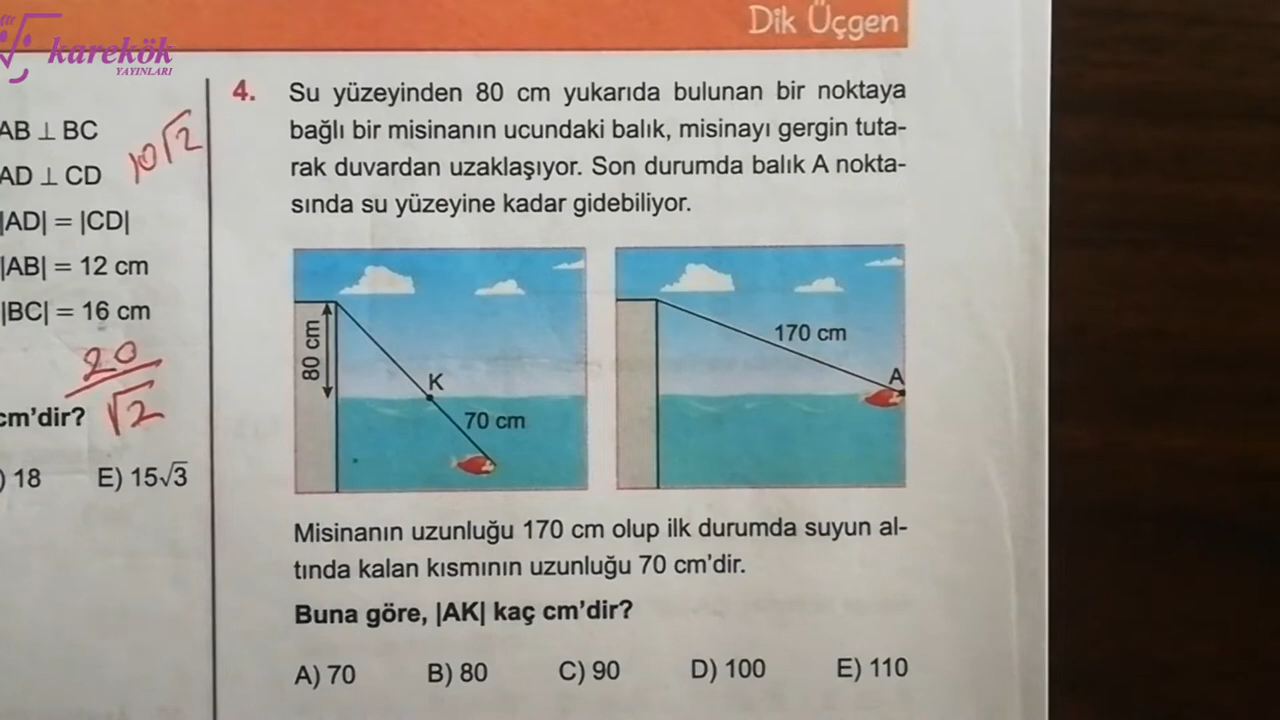 Dik Üçgen
karekök
YAYINLARI
AB ⊥ BC
AD ⊥ CD
|AD| = |CD|
|AB| = 12 cm
|BC| = 16 cm
10√2
20
√2
cm'dir?
) 18 E) 15√3
4. Su yüzeyinden 80 cm yukarıda bulunan bir noktaya
bağlı bir misinanın ucundaki balık, misinayı gergin tuta-
rak duvardan uzaklaşıyor. Son durumda balık A nokta-
sında su yüzeyine kadar gidebiliyor.
80 cm
K
70 cm
170 cm
A
Misinanın uzunluğu 170 cm olup ilk durumda suyun al-
tında kalan kısmının uzunluğu 70 cm'dir.
Buna göre, |AK| kaç cm'dir?
A) 70 B) 80 C) 90 D) 100 E) 110